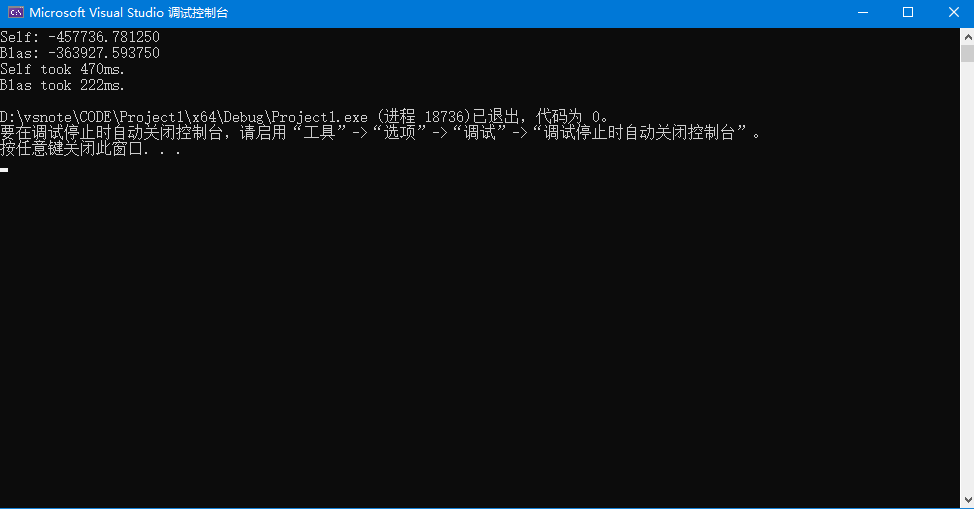 Microsoft Visual Studio 调试控制台
Self: -457736.781250
Blas: -363927.593750
Self took 470ms.
Blas took 222ms.
D:\vsnote\CODE\Project1\x64\Debug\Project1.exe (进程 18736)已退出，代码为 0。
要在调试停止时自动关闭控制台，请启用“工具”->“选项”->“调试”->“调试停止时自动关闭控制台”。
按任意键关闭此窗口. . .